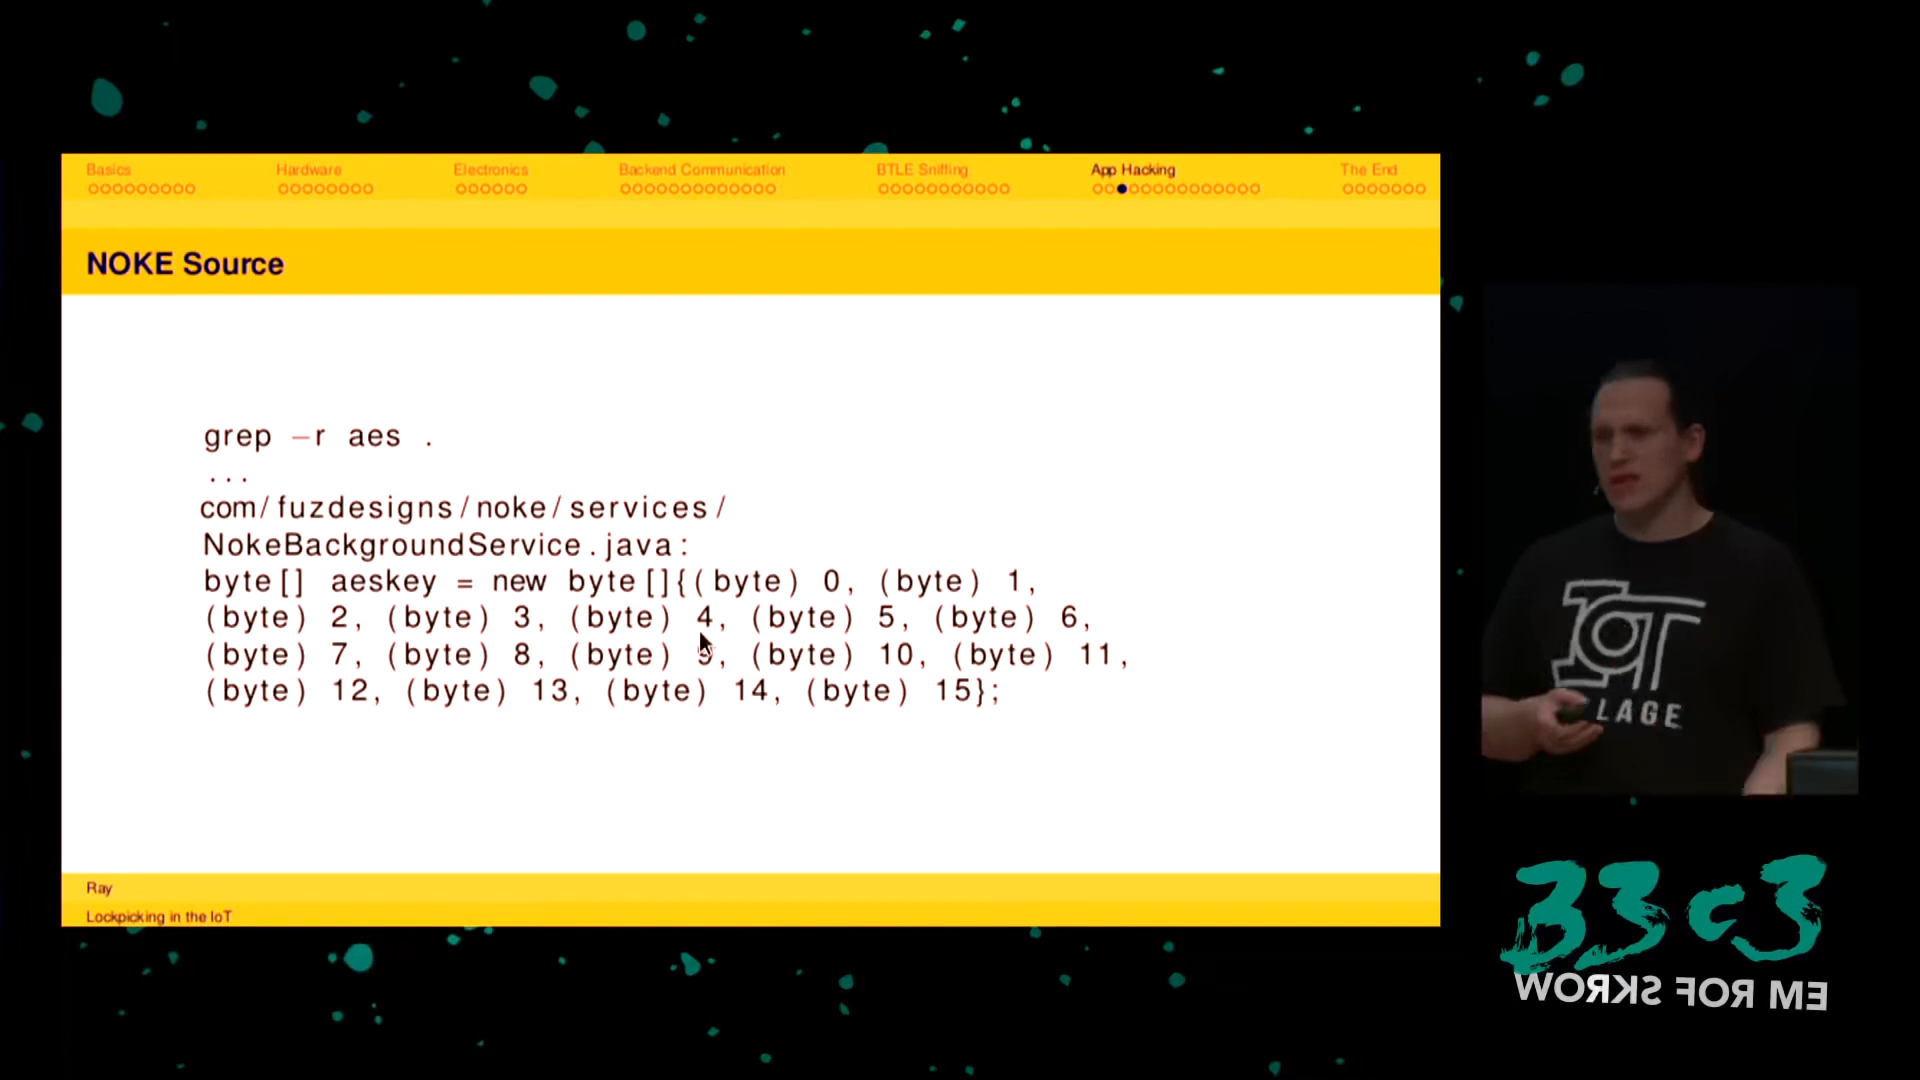 Basics Hardware Electronics Backend Communication BTLE Sniffing App Hacking The End
NOKE Source
grep −r aes .
...
com/fuzdesigns/noke/services/
NokeBackgroundService.java:
byte[] aeskey = new byte[]{(byte) 0, (byte) 1,
(byte) 2, (byte) 3, (byte) 4, (byte) 5, (byte) 6,
(byte) 7, (byte) 8, (byte) 9, (byte) 10, (byte) 11,
(byte) 12, (byte) 13, (byte) 14, (byte) 15};
Ray
Lockpicking in the IoT
IOT
LAGE
33c3
WORKS FOR ME